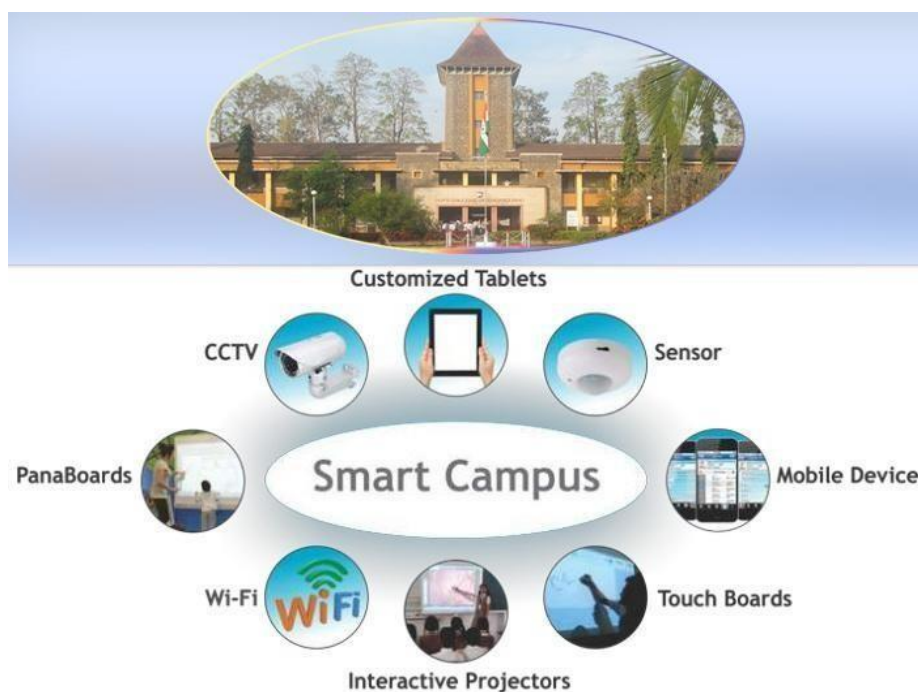 Customized Tablets
CCTV
Sensor
PanaBoards
Smart Campus
Mobile Device
Wi-Fi
WiFi
Touch Boards
Interactive Projectors